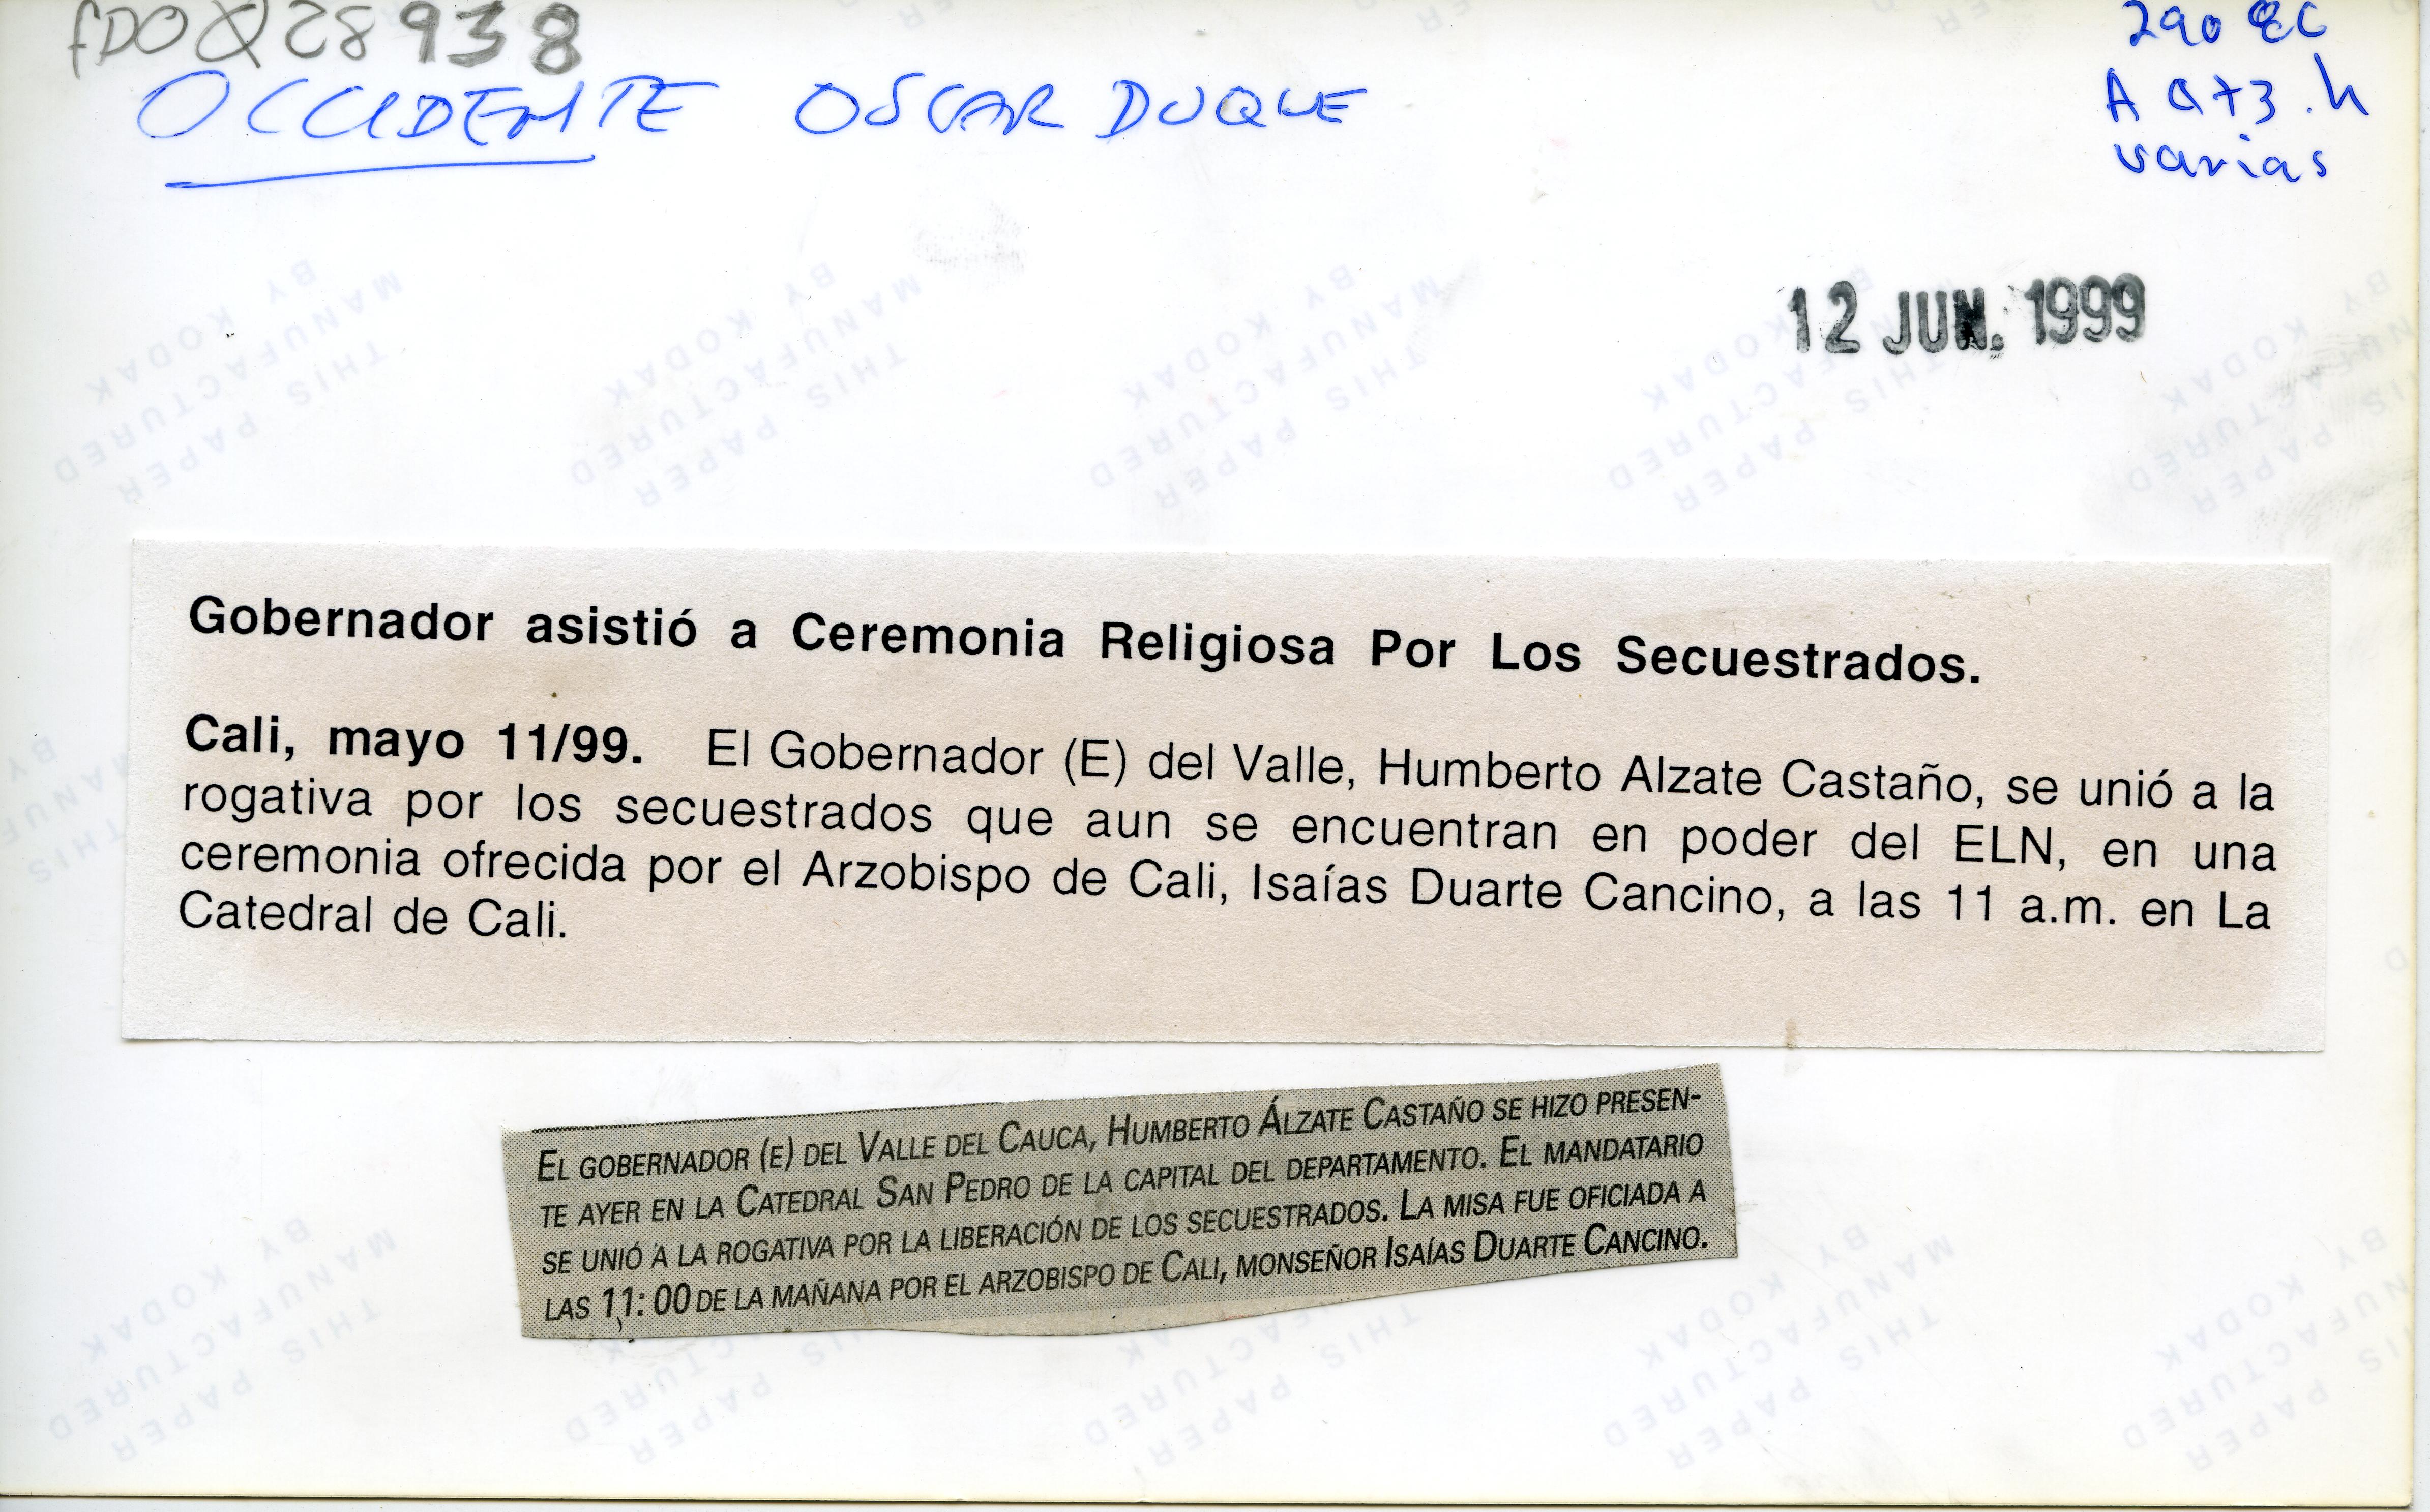 28938
OCCIDENTE OSCAR DUQUE
varias
12 JUN. 1999
Gobernador asistió a Ceremonia Religiosa Por Los Secuestrados.
Cali, mayo 11/99. El Gobernador (E) del Valle, Humberto Alzate Castaño, se unió a la
rogativa por los secuestrados que aun se encuentran en poder del ELN, en una
ceremonia ofrecida por el Arzobispo de Cali, Isaías Duarte Cancino, a las 11 a.m. en La
Catedral de Cali.
EL GOBERNADOR (E) DEL VALLE DEL CAUCA, HUMBERTO ÁLZATE CASTAÑO SE HIZO PRESEN-
TE AYER EN LA CATEDRAL SAN PEDRO DE LA CAPITAL DEL DEPARTAMENTO. EL MANDATARIO
SE UNIÓ A LA ROGATIVA POR LA LIBERACIÓN DE LOS SECUESTRADOS. LA MISA FUE OFICIADA A
LAS 11:00 DE LA MAÑANA POR EL ARZOBISPO DE CALI, MONSEÑOR ISAÍAS DUARTE CANCINO.
THIS PAPER
MANUFACTURED
BY KODAK